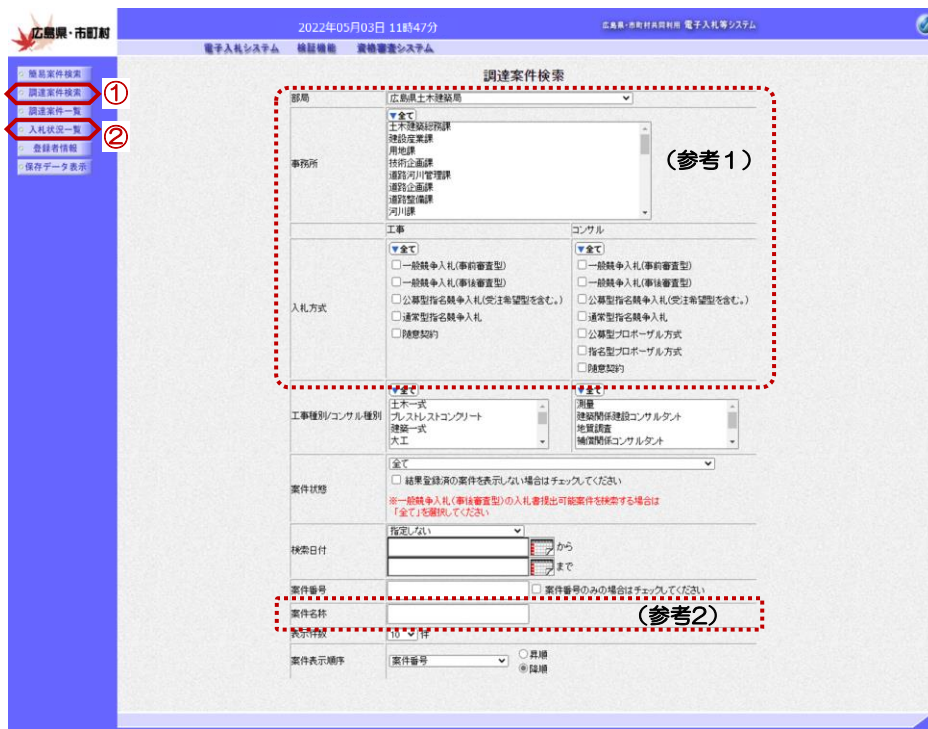 広島県・市町村
2022年05月03日 11時47分
広島県・市町村共同利用 電子入札等システム
電子入札システム 検証機能 資格審査システム
簡易案件検索
調達案件検索 ①
調達案件一覧
入札状況一覧 ②
登録者情報
保存データ表示
調達案件検索
部局 広島県土木建築局
事務所 ▼全て
土木建築総務課
建設産業課
用地課
技術企画課
道路河川管理課
道路企画課
道路整備課
河川課
(参考1)
工事 コンサル
入札方式
▼全て ▼全て
一般競争入札(事前審査型) 一般競争入札(事前審査型)
一般競争入札(事後審査型) 一般競争入札(事後審査型)
公募型指名競争入札(受注希望型を含む。) 公募型指名競争入札(受注希望型を含む。)
通常型指名競争入札 通常型指名競争入札
随意契約 公募型プロポーザル方式
指名型プロポーザル方式
随意契約
工事種別/コンサル種別
▼全て ▼全て
土木一式 測量
プレストレストコンクリート 建築関係建設コンサルタント
建築一式 地質調査
大工 補償関係コンサルタント
案件状態 全て
結果登録済の案件を表示しない場合はチェックしてください
※一般競争入札(事後審査型)の入札書提出可能案件を検索する場合は
「全て」を選択してください
検索日付 指定しない
から
まで
案件番号 案件番号のみの場合はチェックしてください
案件名称 (参考2)
表示件数 10 件
案件表示順序 案件番号 昇順
降順